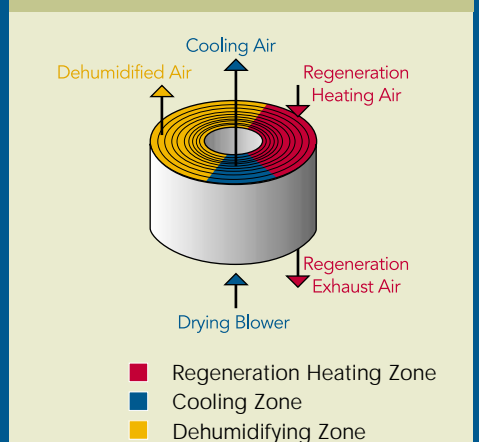 Cooling Air
Dehumidified Air
Regeneration
Heating Air
Regeneration
Exhaust Air
Drying Blower
Regeneration Heating Zone
Cooling Zone
Dehumidifying Zone